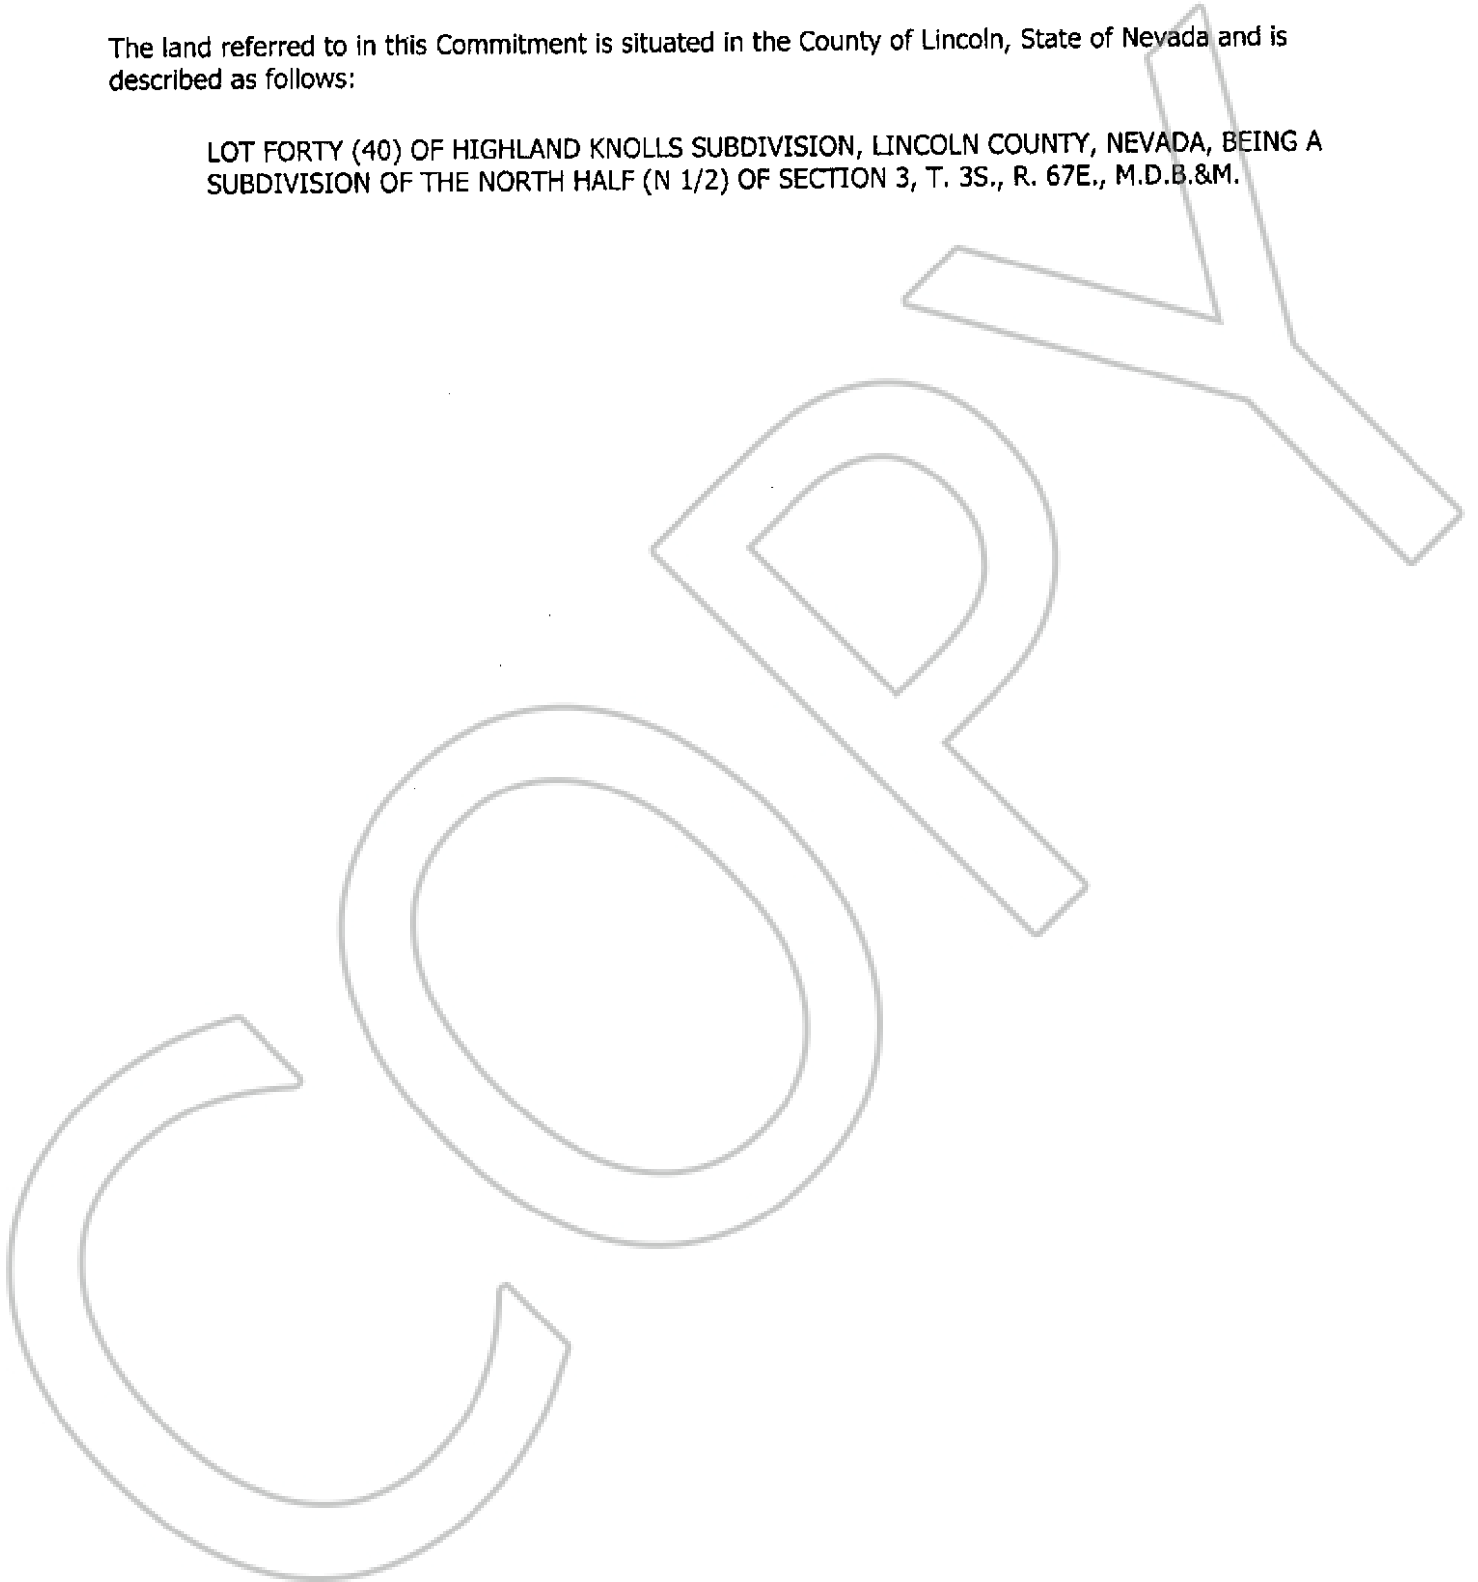 The land referred to in this Commitment is situated in the County of Lincoln, State of Nevada and is
described as follows:
LOT FORTY (40) OF HIGHLAND KNOLLS SUBDIVISION, LINCOLN COUNTY, NEVADA, BEING A
SUBDIVISION OF THE NORTH HALF (N 1/2) OF SECTION 3, T. 3S., R. 67E., M.D.B.&M.
COPY